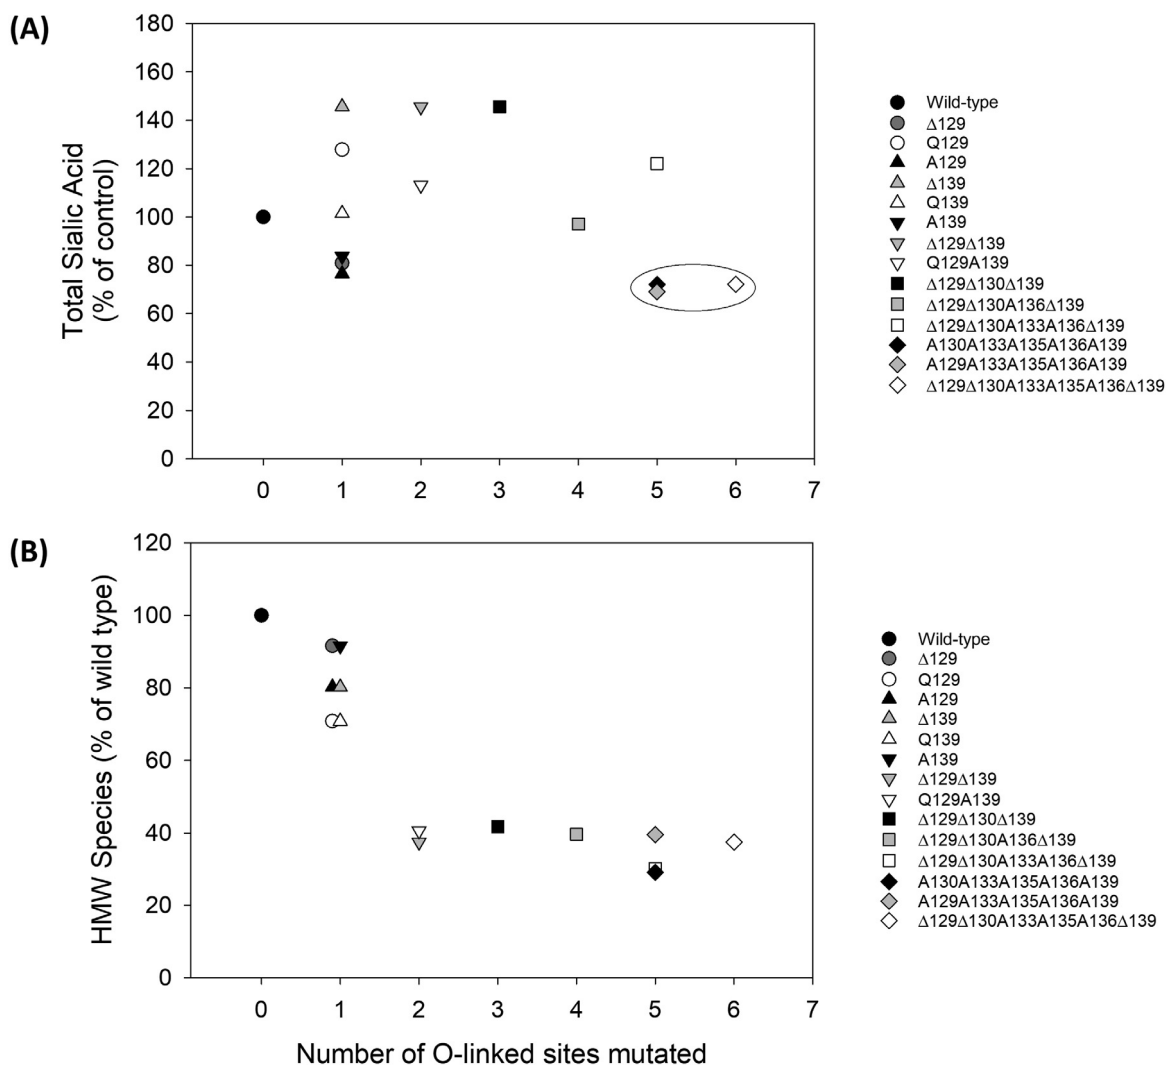 (A)
Total Sialic Acid
(% of control)
180
160
140
120
100
80
60
40
20
0
0 1 2 3 4 5 6 7
Wild-type
Δ129
Q129
A129
Δ139
Q139
A139
Δ129Δ139
Q129A139
Δ129Δ130Δ139
Δ129Δ130A136Δ139
Δ129Δ130A133A136Δ139
A130A133A135A136A139
A129A133A135A136A139
Δ129Δ130A133A135A136Δ139
(B)
HMW Species (% of wild type)
120
100
80
60
40
20
0
0 1 2 3 4 5 6 7
Number of O-linked sites mutated
Wild-type
Δ129
Q129
A129
Δ139
Q139
A139
Δ129Δ139
Q129A139
Δ129Δ130Δ139
Δ129Δ130A136Δ139
Δ129Δ130A133A136Δ139
A130A133A135A136A139
A129A133A135A136A139
Δ129Δ130A133A135A136Δ139